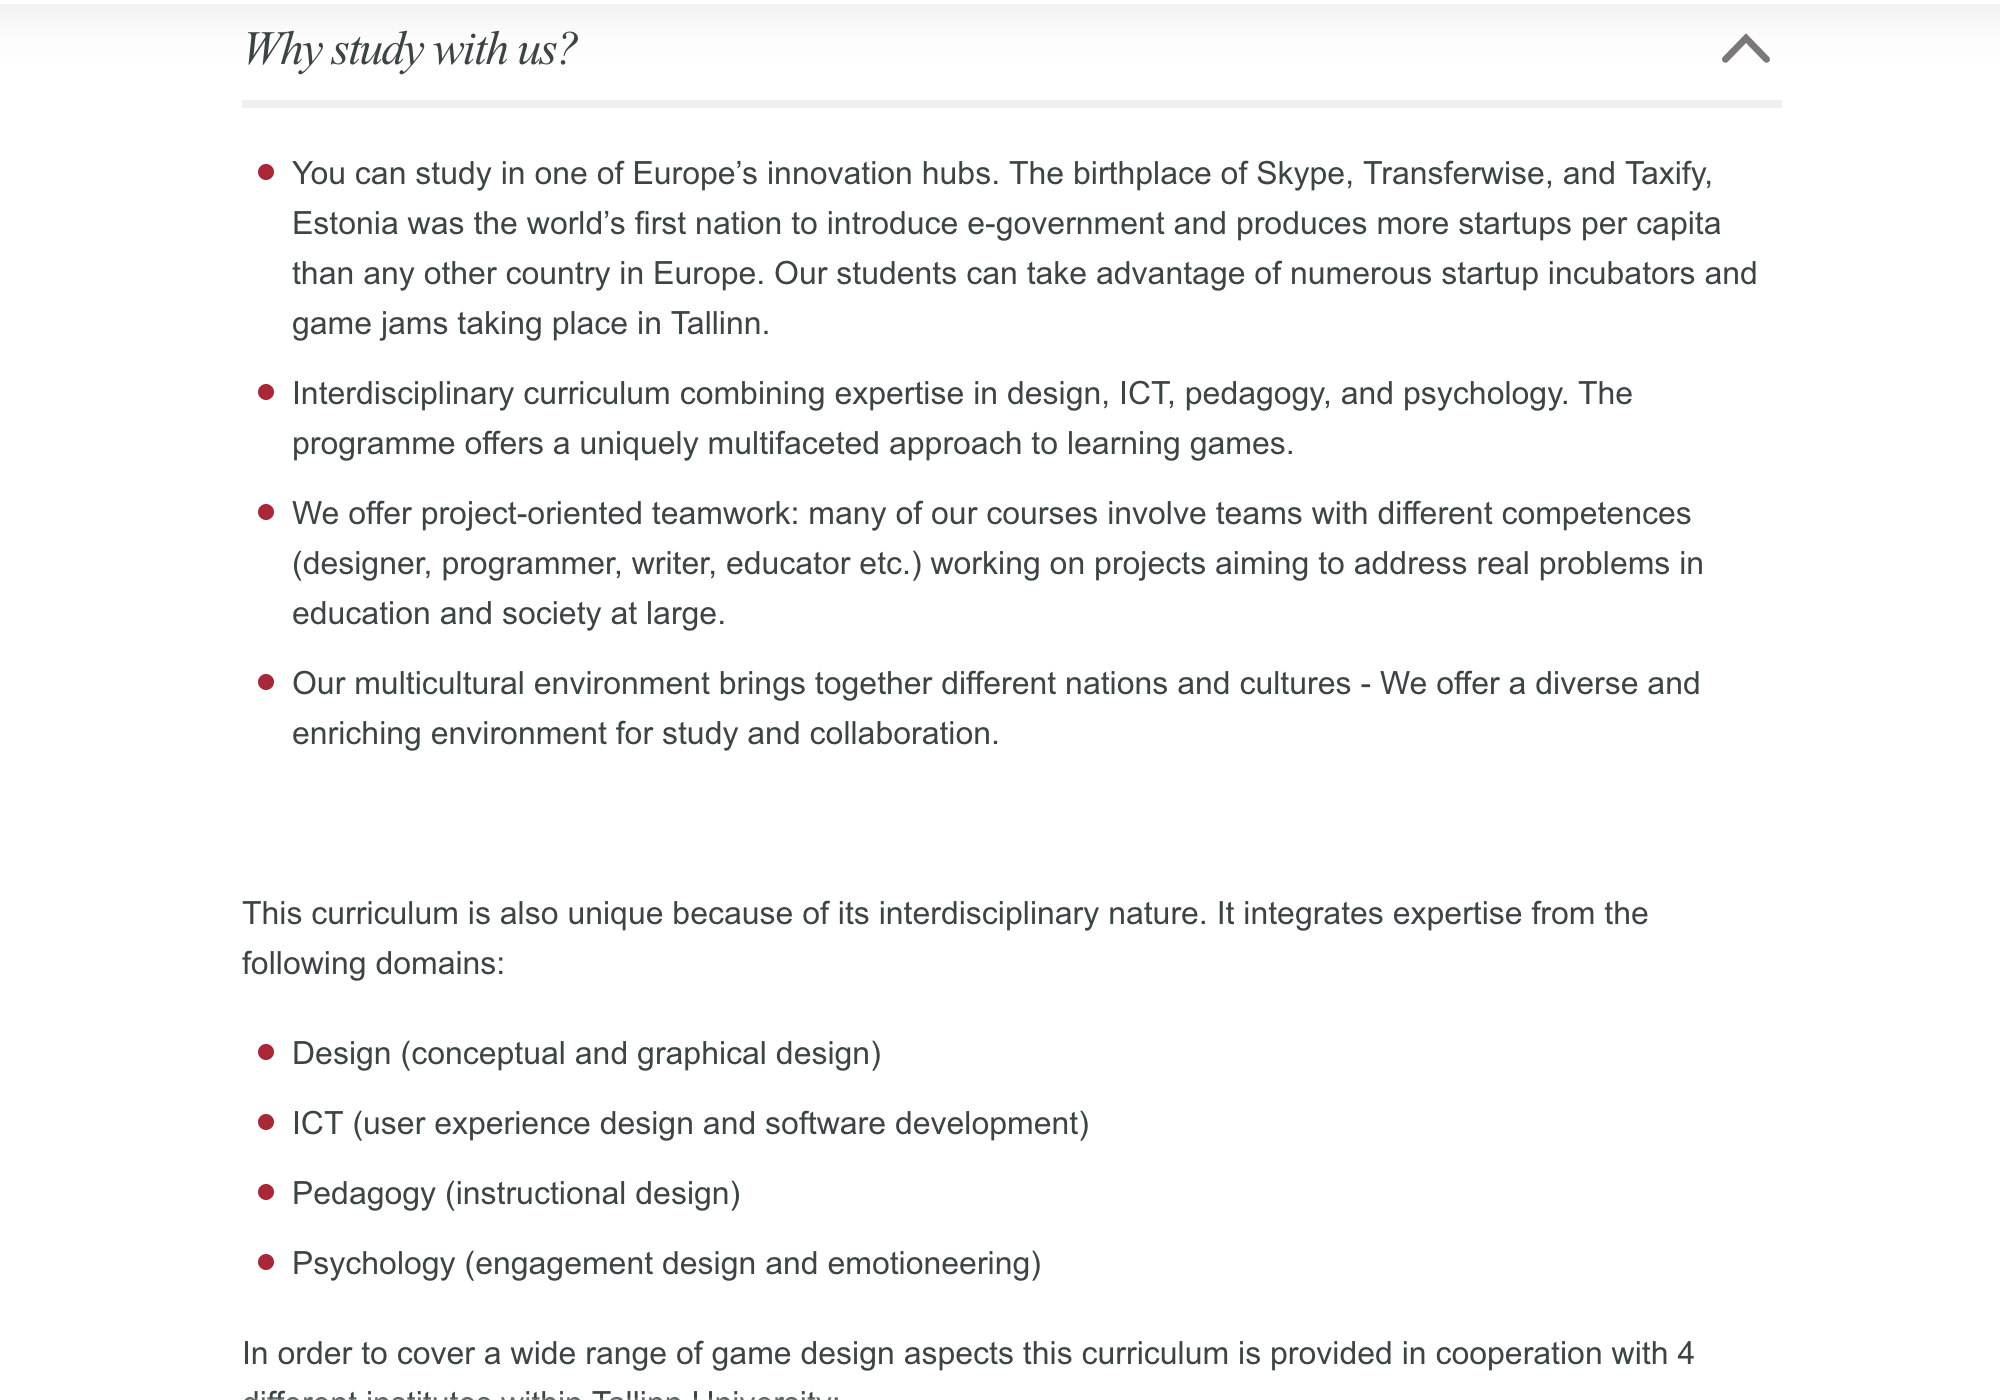 Why study with us?
You can study in one of Europe’s innovation hubs. The birthplace of Skype, Transferwise, and Taxify,
Estonia was the world’s first nation to introduce e-government and produces more startups per capita
than any other country in Europe. Our students can take advantage of numerous startup incubators and
game jams taking place in Tallinn.
Interdisciplinary curriculum combining expertise in design, ICT, pedagogy, and psychology. The
programme offers a uniquely multifaceted approach to learning games.
We offer project-oriented teamwork: many of our courses involve teams with different competences
(designer, programmer, writer, educator etc.) working on projects aiming to address real problems in
education and society at large.
Our multicultural environment brings together different nations and cultures - We offer a diverse and
enriching environment for study and collaboration.
This curriculum is also unique because of its interdisciplinary nature. It integrates expertise from the
following domains:
Design (conceptual and graphical design)
ICT (user experience design and software development)
Pedagogy (instructional design)
Psychology (engagement design and emotioneering)
In order to cover a wide range of game design aspects this curriculum is provided in cooperation with 4
different institutes within Tallinn University: